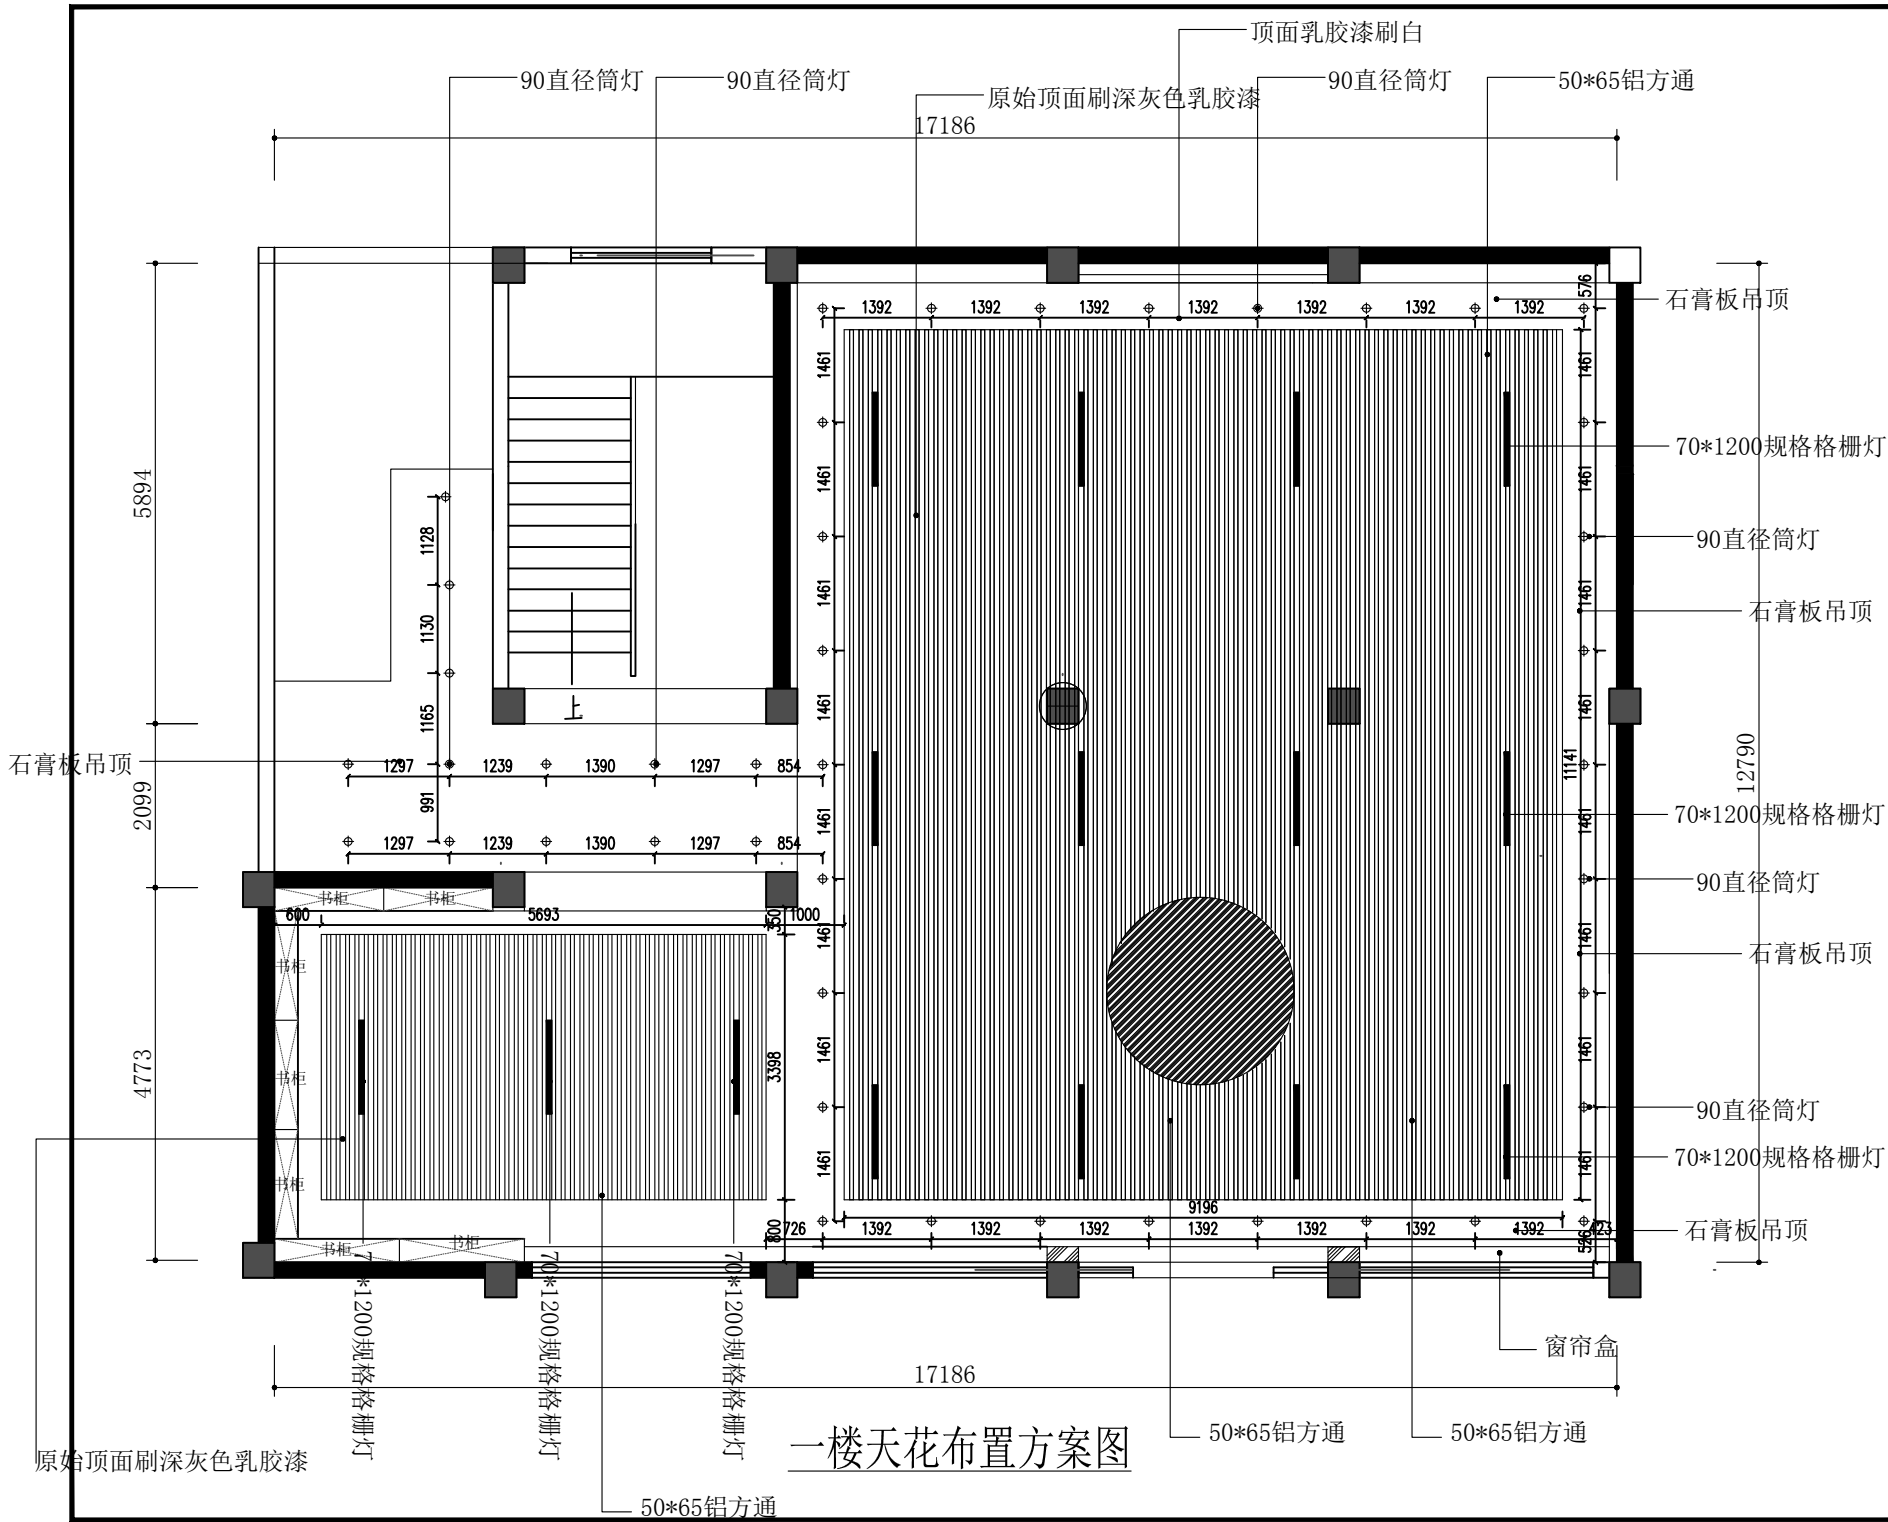 顶面乳胶漆刷白
90直径筒灯
90直径筒灯
90直径筒灯
50*65铝方通
原始顶面刷深灰色乳胶漆
17186
576
石膏板吊顶
1392 1392 1392 1392 1392 1392 1392
1461 1461
70*1200规格格栅灯
5894
1461 1461
1128
90直径筒灯
1461 1461
石膏板吊顶
1130
1165
上
1461 1461
12790
石膏板吊顶
1297 1239 1390 1297 854
11141
2099
991
1461 1461
70*1200规格格栅灯
1297 1239 1390 1297 854
90直径筒灯
书柜 书柜
600 5693 350 1000
1461 1461
石膏板吊顶
书柜
4773
书柜
3398
1461 1461
90直径筒灯
70*1200规格格栅灯
书柜
1461 1461
9196
800
726 1392 1392 1392 1392 1392 1392 1392 423
526
石膏板吊顶
书柜 书柜
70*1200规格格栅灯
70*1200规格格栅灯
70*1200规格格栅灯
窗帘盒
17186
50*65铝方通
50*65铝方通
一楼天花布置方案图
原始顶面刷深灰色乳胶漆
50*65铝方通